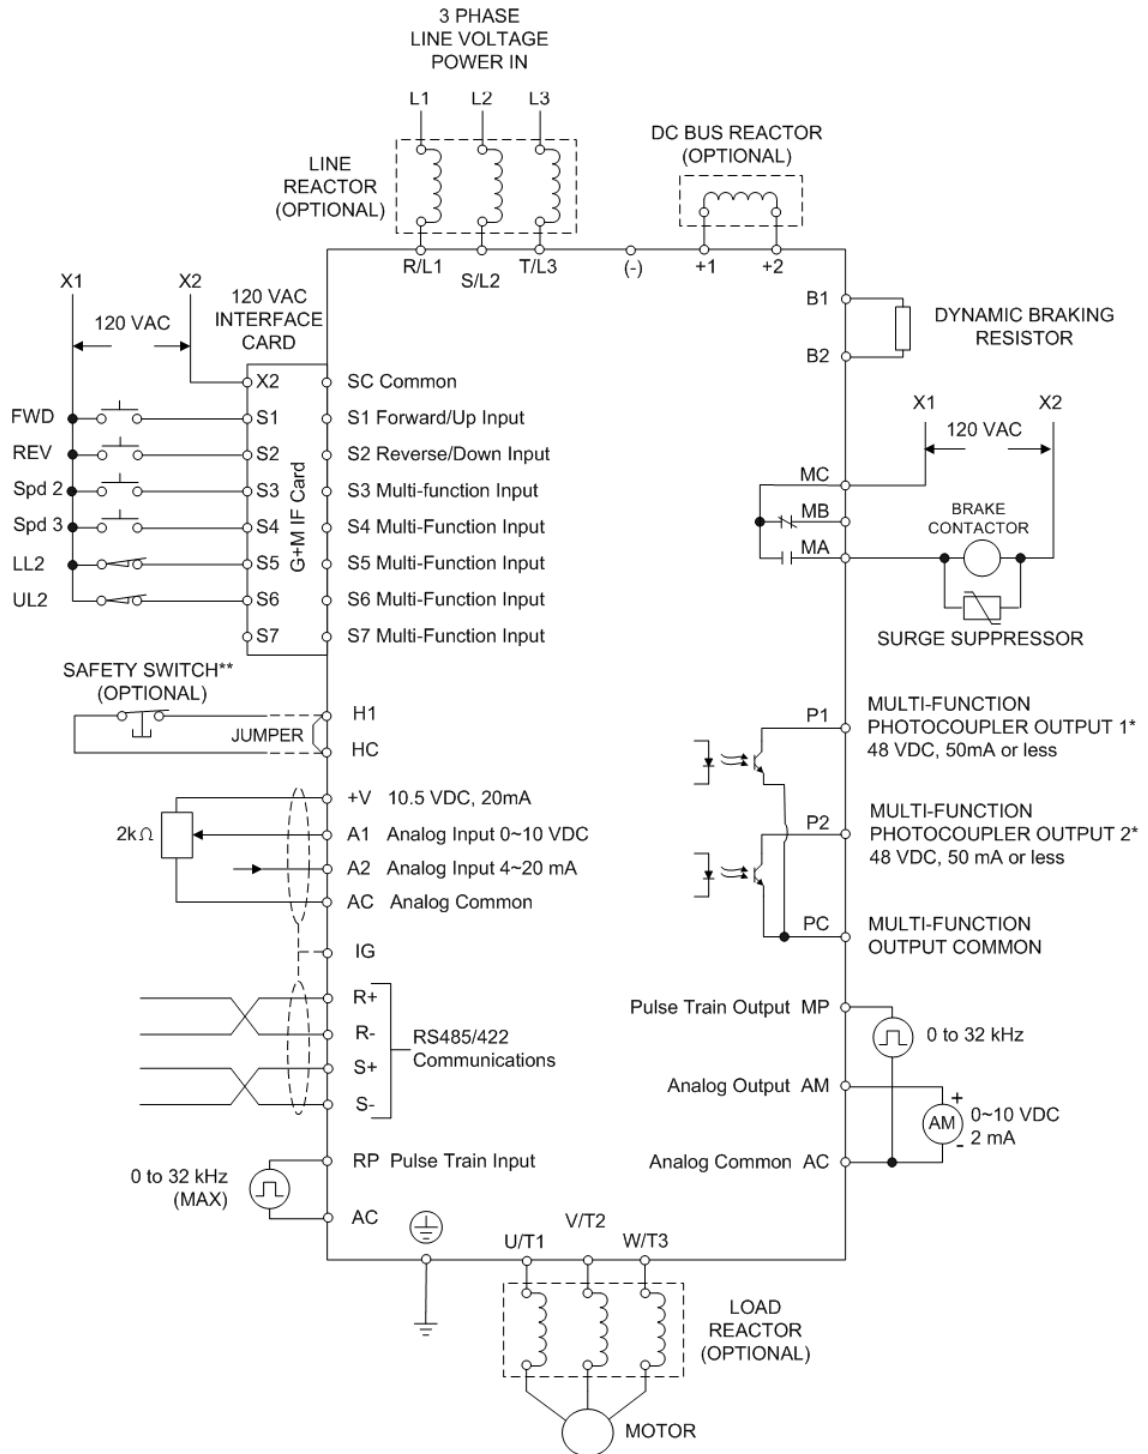 3 PHASE
LINE VOLTAGE
POWER IN
L1 L2 L3
LINE
REACTOR
(OPTIONAL)
DC BUS REACTOR
(OPTIONAL)
R/L1 S/L2 T/L3 (-) +1 +2
X1 X2
120 VAC
120 VAC
INTERFACE
CARD
G+M IF Card
X2 SC Common
FWD S1 S1 Forward/Up Input
REV S2 S2 Reverse/Down Input
Spd 2 S3 S3 Multi-function Input
Spd 3 S4 S4 Multi-Function Input
LL2 S5 S5 Multi-Function Input
UL2 S6 S6 Multi-Function Input
S7 S7 Multi-Function Input
SAFETY SWITCH**
(OPTIONAL)
JUMPER
H1
HC
+V 10.5 VDC, 20mA
2kΩ
A1 Analog Input 0~10 VDC
A2 Analog Input 4~20 mA
AC Analog Common
IG
R+
R-
S+
S-
RS485/422
Communications
0 to 32 kHz
(MAX)
RP Pulse Train Input
AC
B1
B2
DYNAMIC BRAKING
RESISTOR
X1 X2
120 VAC
MC
MB
MA
BRAKE
CONTACTOR
SURGE SUPPRESSOR
P1
MULTI-FUNCTION
PHOTOCOUPLER OUTPUT 1*
48 VDC, 50mA or less
P2
MULTI-FUNCTION
PHOTOCOUPLER OUTPUT 2*
48 VDC, 50 mA or less
PC
MULTI-FUNCTION
OUTPUT COMMON
Pulse Train Output MP
0 to 32 kHz
Analog Output AM
+
AM
-
0~10 VDC
2 mA
Analog Common AC
U/T1 V/T2 W/T3
LOAD
REACTOR
(OPTIONAL)
MOTOR